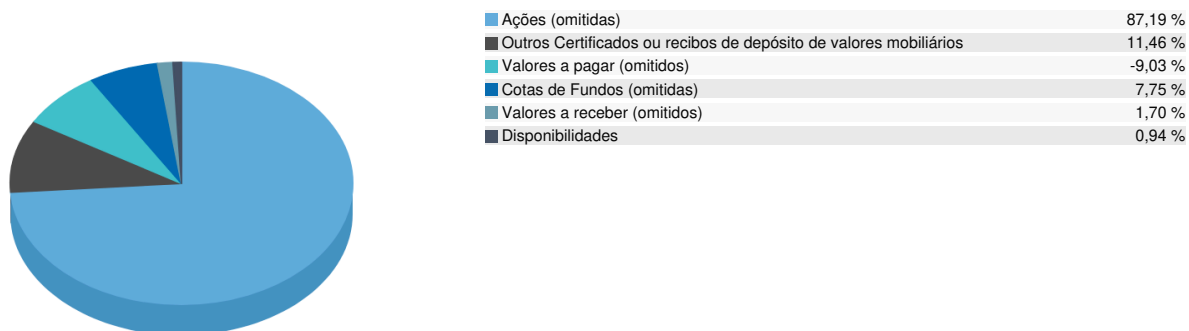 Ações (omitidas) 87,19 %
Outros Certificados ou recibos de depósito de valores mobiliários 11,46 %
Valores a pagar (omitidos) -9,03 %
Cotas de Fundos (omitidas) 7,75 %
Valores a receber (omitidos) 1,70 %
Disponibilidades 0,94 %